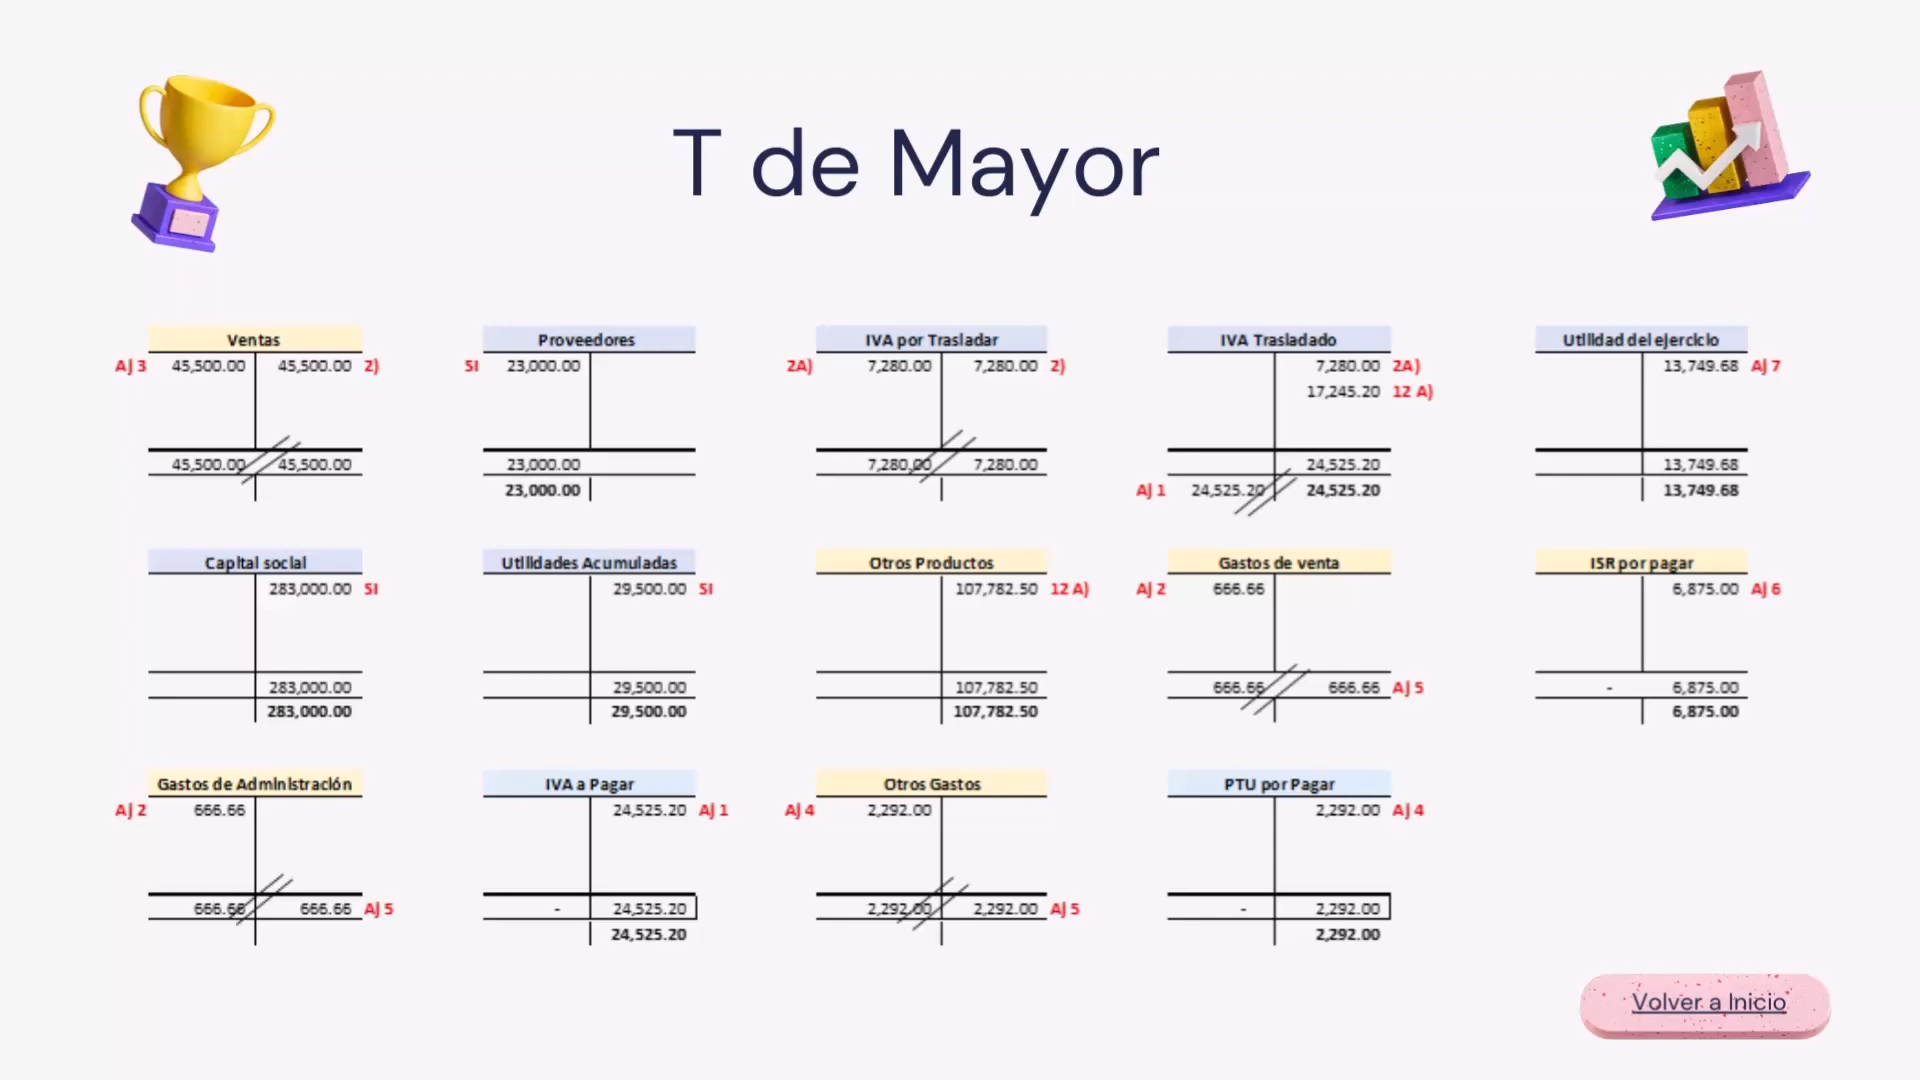 T de Mayor
Ventas Proveedores IVA por Trasladar IVA Trasladado Utilidad del ejercicio
Aj 3 45,500.00 45,500.00 2) SI 23,000.00 2A) 7,280.00 7,280.00 2) 7,280.00 2A) 13,749.68 Aj 7
17,245.20 12 A)
45,500.00 45,500.00 23,000.00 7,280.00 7,280.00 24,525.20 13,749.68
23,000.00 Aj 1 24,525.20 24,525.20 13,749.68
Capital social Utilidades Acumuladas Otros Productos Gastos de venta ISR por pagar
283,000.00 SI 29,500.00 SI 107,782.50 12 A) Aj 2 666.66 6,875.00 Aj 6
283,000.00 29,500.00 107,782.50 666.66 666.66 Aj 5 - 6,875.00
283,000.00 29,500.00 107,782.50 6,875.00
Gastos de Administración IVA a Pagar Otros Gastos PTU por Pagar
Aj 2 666.66 24,525.20 Aj 1 Aj 4 2,292.00 2,292.00 Aj 4
666.66 666.66 Aj 5 - 24,525.20 2,292.00 2,292.00 Aj 5 - 2,292.00
24,525.20 2,292.00
Volver a Inicio